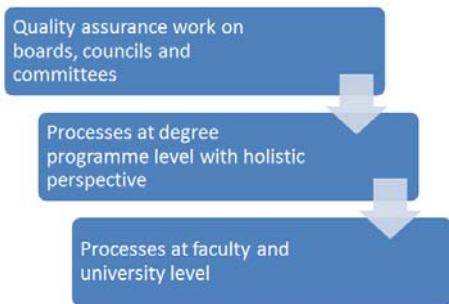 Quality assurance work on
boards, councils and
committees
Processes at degree
programme level with holistic
perspective
Processes at faculty and
university level